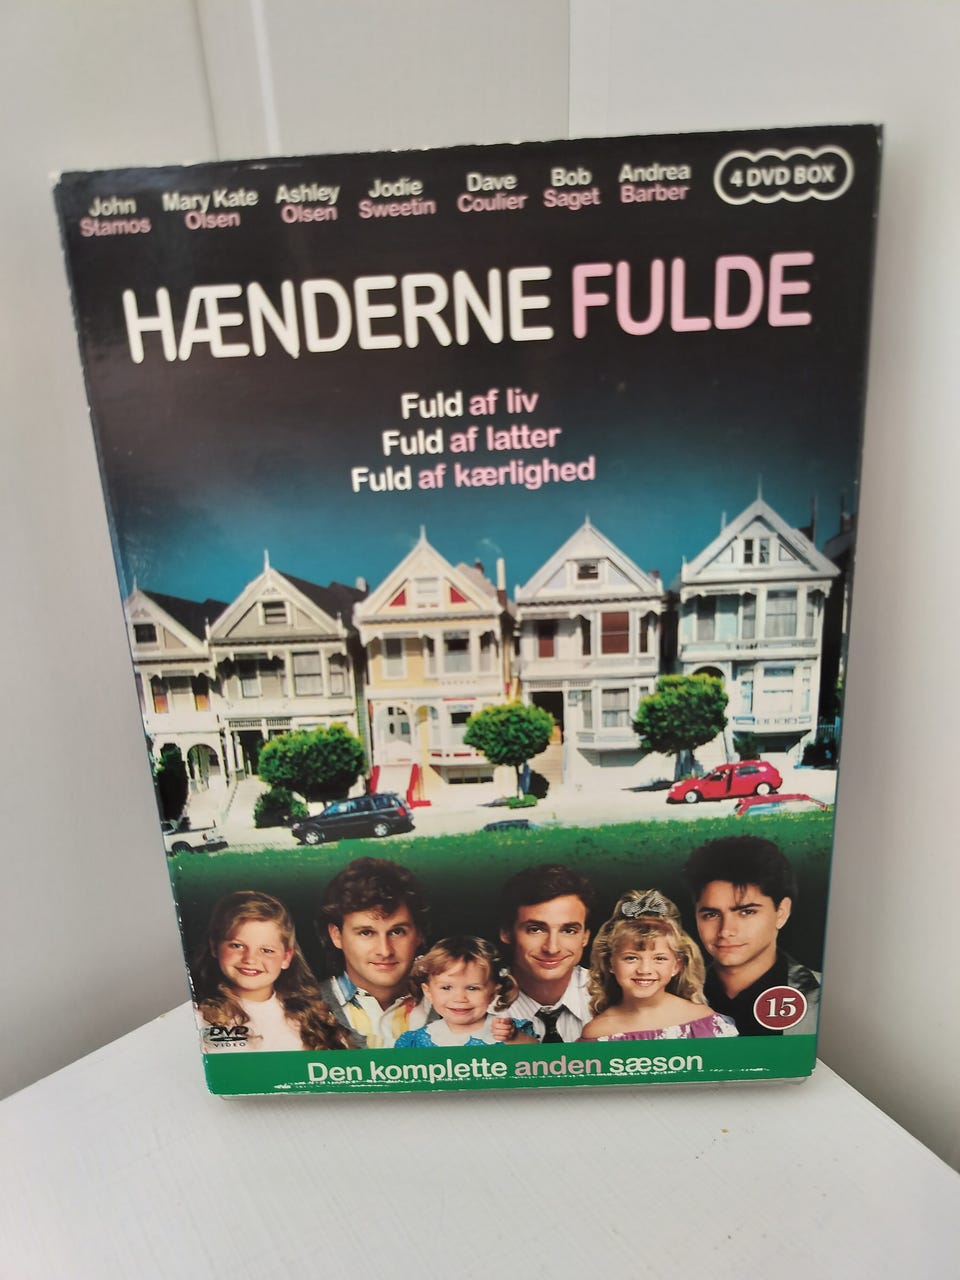 John Mary Kate Ashley Jodie Dave Bob Andrea
Stamos Olsen Olsen Sweetin Coulier Saget Barber
4 DVD BOX
HÆNDERNE FULDE
Fuld af liv
Fuld af latter
Fuld af kærlighed
15
DVD
VIDEO
Den komplette anden sæson